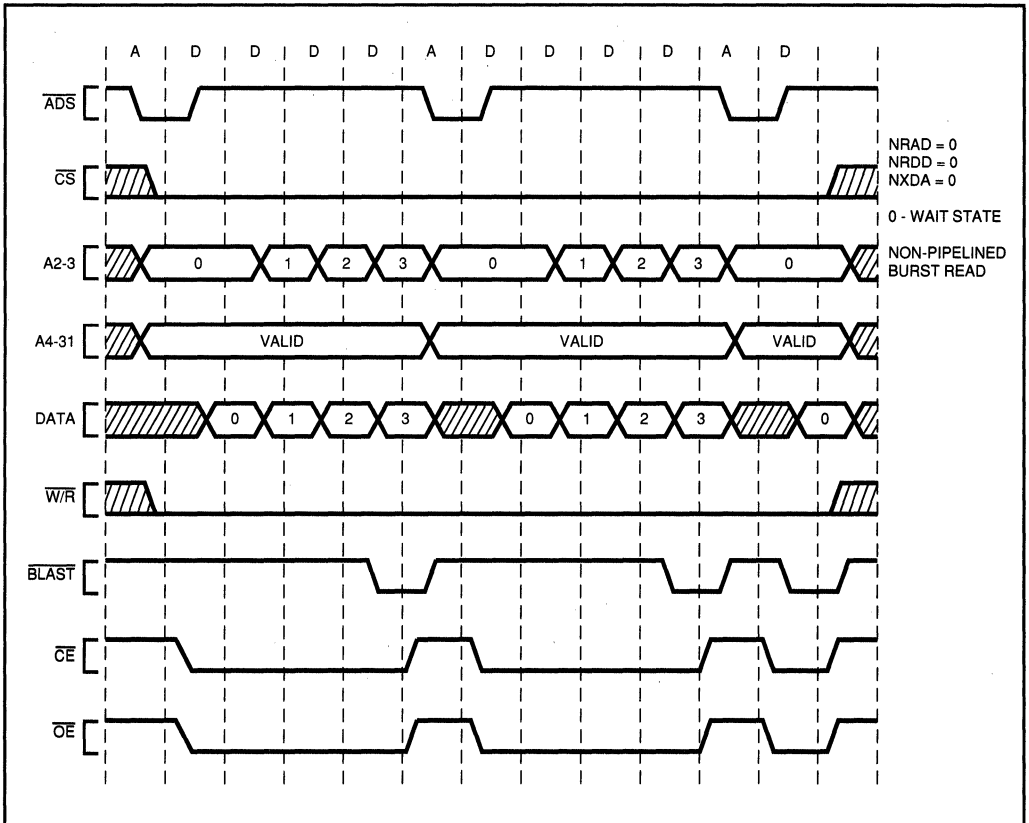 A D D D D A D D D D A D
ADS
CS
NRAD = 0
NRDD = 0
NXDA = 0
0 - WAIT STATE
A2-3 0 1 2 3 0 1 2 3 0
NON-PIPELINED
BURST READ
A4-31 VALID VALID VALID
DATA 0 1 2 3 0 1 2 3 0
W/R
BLAST
CE
OE